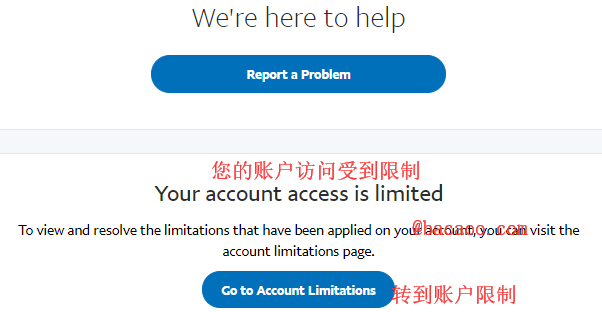 We're here to help
Report a Problem
您的账户访问受到限制
Your account access is limited
To view and resolve the limitations that have been applied on your account, you can visit the
account limitations page.
Go to Account Limitations
转到账户限制